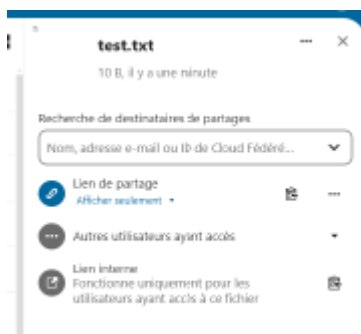 test.txt
10 B, il y a une minute
Recherche de destinataires de partages
Nom, adresse e-mail ou ID de Cloud Fédéré...
Lien de partage
Afficher seulement
Autres utilisateurs ayant accès
Lien interne
Fonctionne uniquement pour les
utilisateurs ayant accès à ce fichier